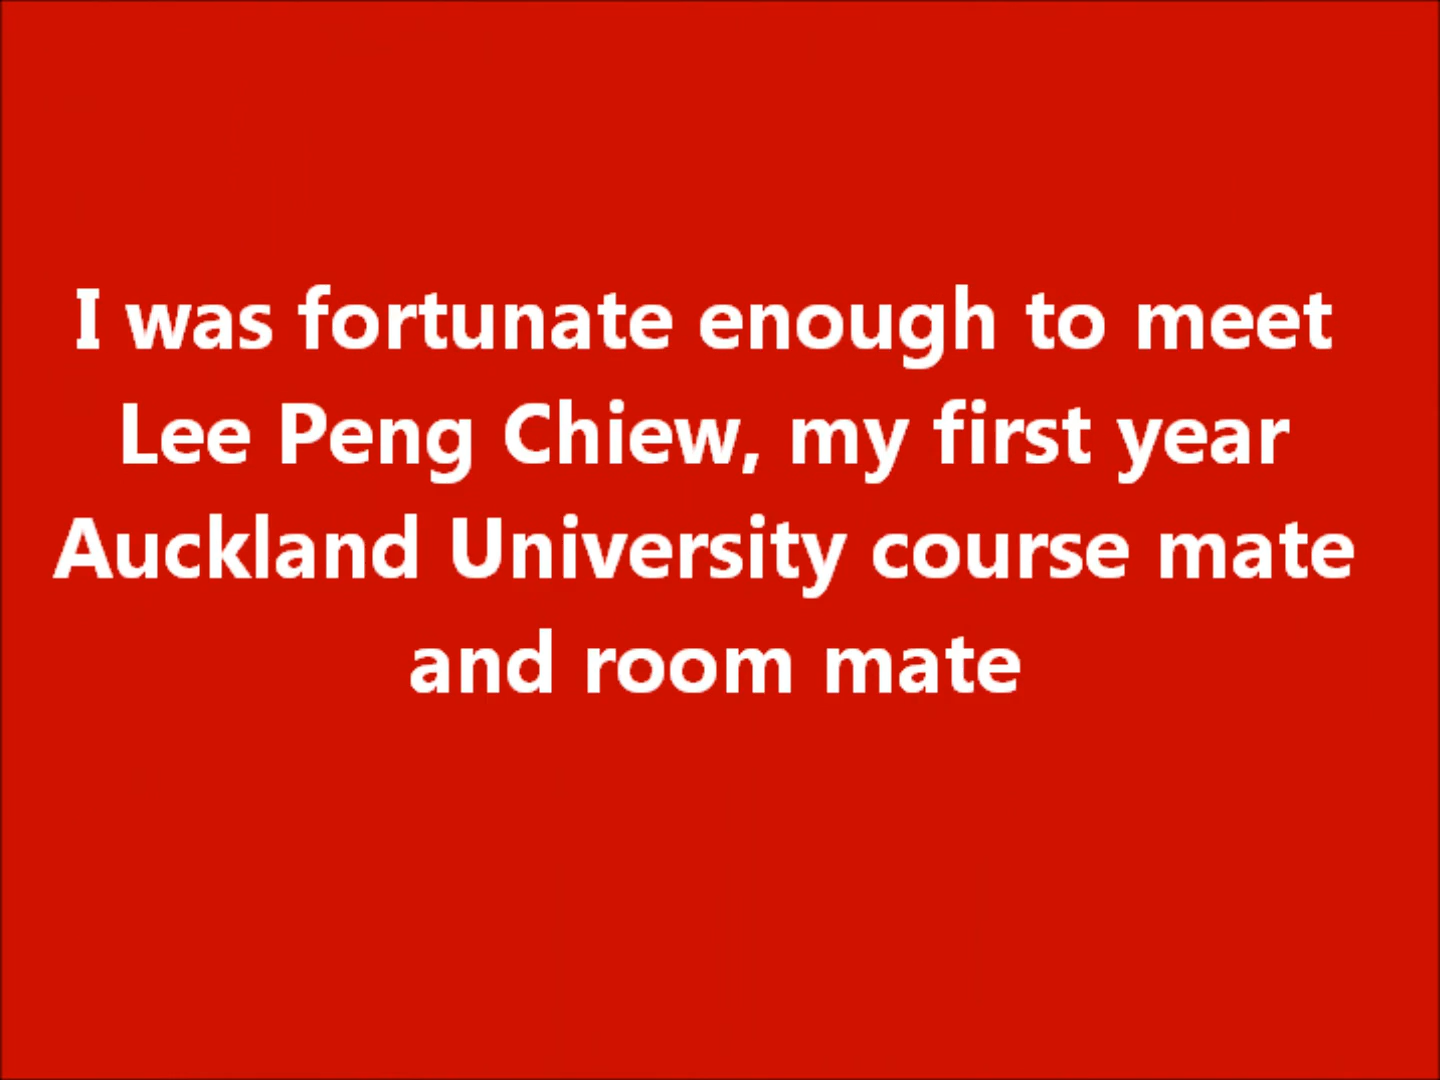 I was fortunate enough to meet
Lee Peng Chiew, my first year
Auckland University course mate
and room mate